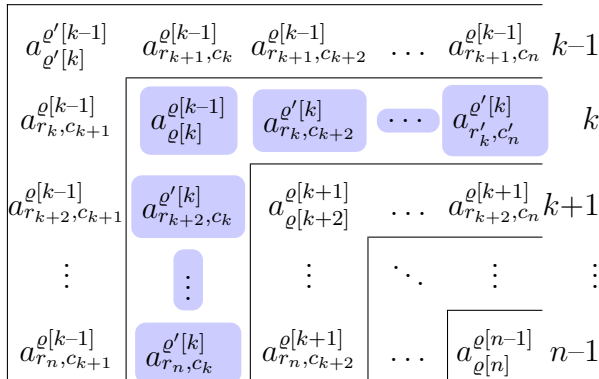 a^{ϱ'[k–1]}_{ϱ'[k]} a^{ϱ[k–1]}_{r_{k+1},c_k} a^{ϱ[k–1]}_{r_{k+1},c_{k+2}} … a^{ϱ[k–1]}_{r_{k+1},c_n} k–1
a^{ϱ[k–1]}_{r_k,c_{k+1}} a^{ϱ[k–1]}_{ϱ[k]} a^{ϱ'[k]}_{r_k,c_{k+2}} ⋯ a^{ϱ'[k]}_{r'_k,c'_n} k
a^{ϱ[k–1]}_{r_{k+2},c_{k+1}} a^{ϱ'[k]}_{r_{k+2},c_k} a^{ϱ[k+1]}_{ϱ[k+2]} … a^{ϱ[k+1]}_{r_{k+2},c_n} k+1
⋮ ⋮ ⋮ ⋱ ⋮ ⋮
a^{ϱ[k–1]}_{r_n,c_{k+1}} a^{ϱ'[k]}_{r_n,c_k} a^{ϱ[k+1]}_{r_n,c_{k+2}} … a^{ϱ[n–1]}_{ϱ[n]} n–1